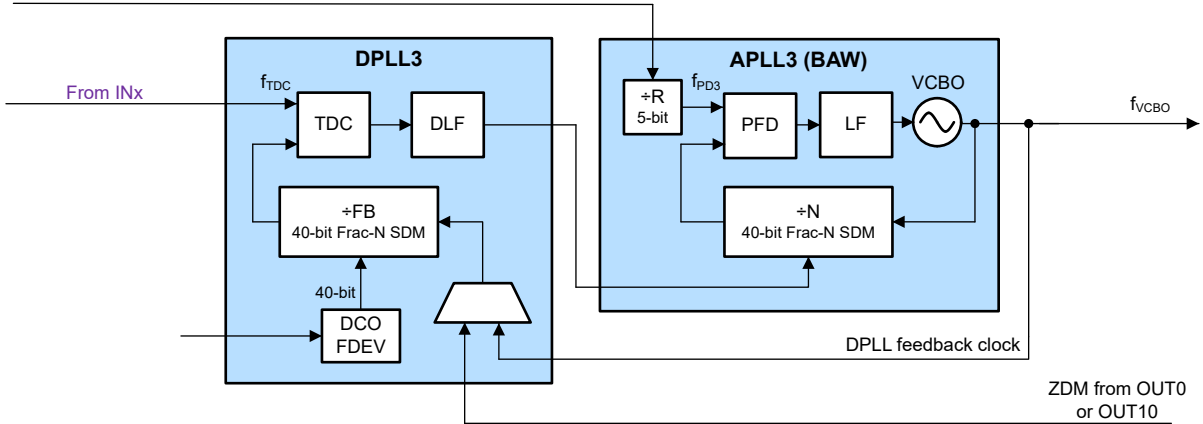 DPLL3
APLL3 (BAW)
From INx
fTDC
TDC
DLF
÷R
5-bit
fPD3
PFD
LF
VCBO
fVCBO
÷FB
40-bit Frac-N SDM
÷N
40-bit Frac-N SDM
40-bit
DCO
FDEV
DPLL feedback clock
ZDM from OUT0
or OUT10